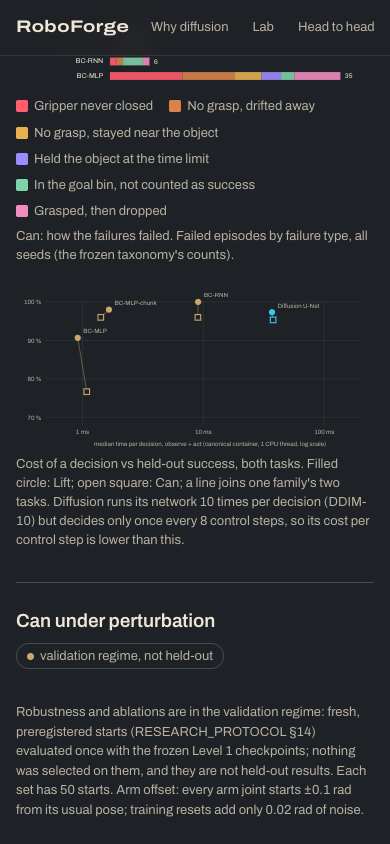 RoboForge Why diffusion Lab Head to head
BC-RNN 6
BC-MLP 35
Gripper never closed No grasp, drifted away
No grasp, stayed near the object
Held the object at the time limit
In the goal bin, not counted as success
Grasped, then dropped
Can: how the failures failed. Failed episodes by failure type, all
seeds (the frozen taxonomy's counts).
BC-RNN
BC-MLP-chunk
Diffusion U-Net
BC-MLP
100 %
90 %
80 %
70 %
1 ms 10 ms 100 ms
median time per decision, observe + act (canonical container, 1 CPU thread, log scale)
Cost of a decision vs held-out success, both tasks. Filled
circle: Lift; open square: Can; a line joins one family's two
tasks. Diffusion runs its network 10 times per decision (DDIM-
10) but decides only once every 8 control steps, so its cost per
control step is lower than this.
Can under perturbation
validation regime, not held-out
Robustness and ablations are in the validation regime: fresh,
preregistered starts (RESEARCH_PROTOCOL §14)
evaluated once with the frozen Level 1 checkpoints; nothing
was selected on them, and they are not held-out results. Each
set has 50 starts. Arm offset: every arm joint starts ±0.1 rad
from its usual pose; training resets add only 0.02 rad of noise.